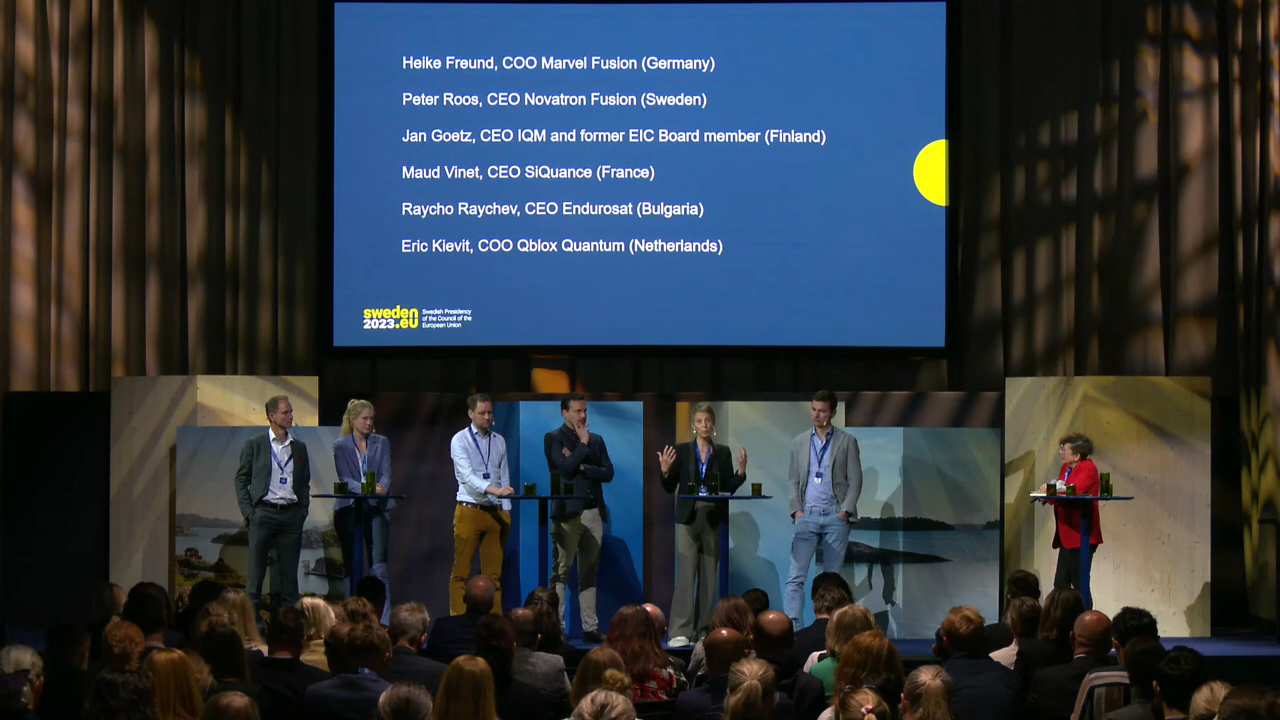 Heike Freund, COO Marvel Fusion (Germany)
Peter Roos, CEO Novatron Fusion (Sweden)
Jan Goetz, CEO IQM and former EIC Board member (Finland)
Maud Vinet, CEO SiQuance (France)
Raycho Raychev, CEO Endurosat (Bulgaria)
Eric Kievit, COO Qblox Quantum (Netherlands)
sweden
2023.eu
Swedish Presidency
of the Council of the
European Union